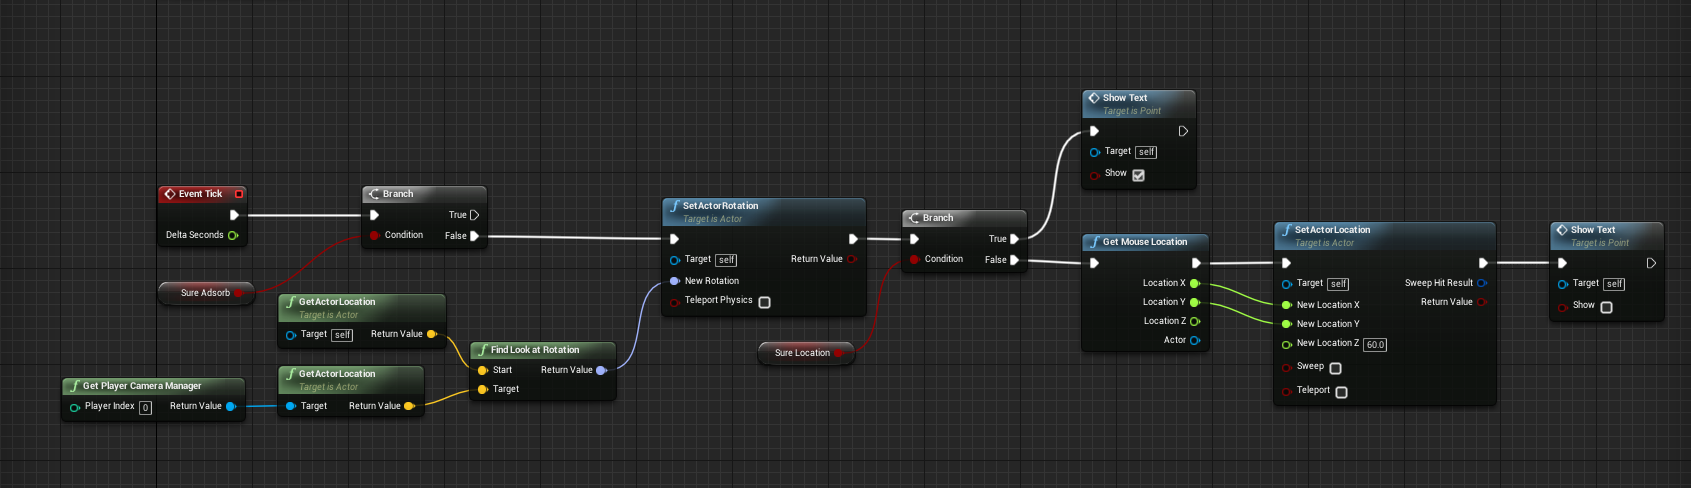 Event Tick
Delta Seconds
Sure Adsorb
Branch
True
Condition
False
GetActorLocation
Target is Actor
Target self
Return Value
Get Player Camera Manager
Player Index 0
Return Value
GetActorLocation
Target is Actor
Target
Return Value
Find Look at Rotation
Start
Return Value
Target
SetActorRotation
Target is Actor
Target self
Return Value
New Rotation
Teleport Physics
Sure Location
Branch
True
Condition
False
Show Text
Target is Point
Target self
Show
Get Mouse Location
Location X
Location Y
Location Z
Actor
SetActorLocation
Target is Actor
Target self
Sweep Hit Result
New Location X
Return Value
New Location Y
New Location Z 60.0
Sweep
Teleport
Show Text
Target is Point
Target self
Show